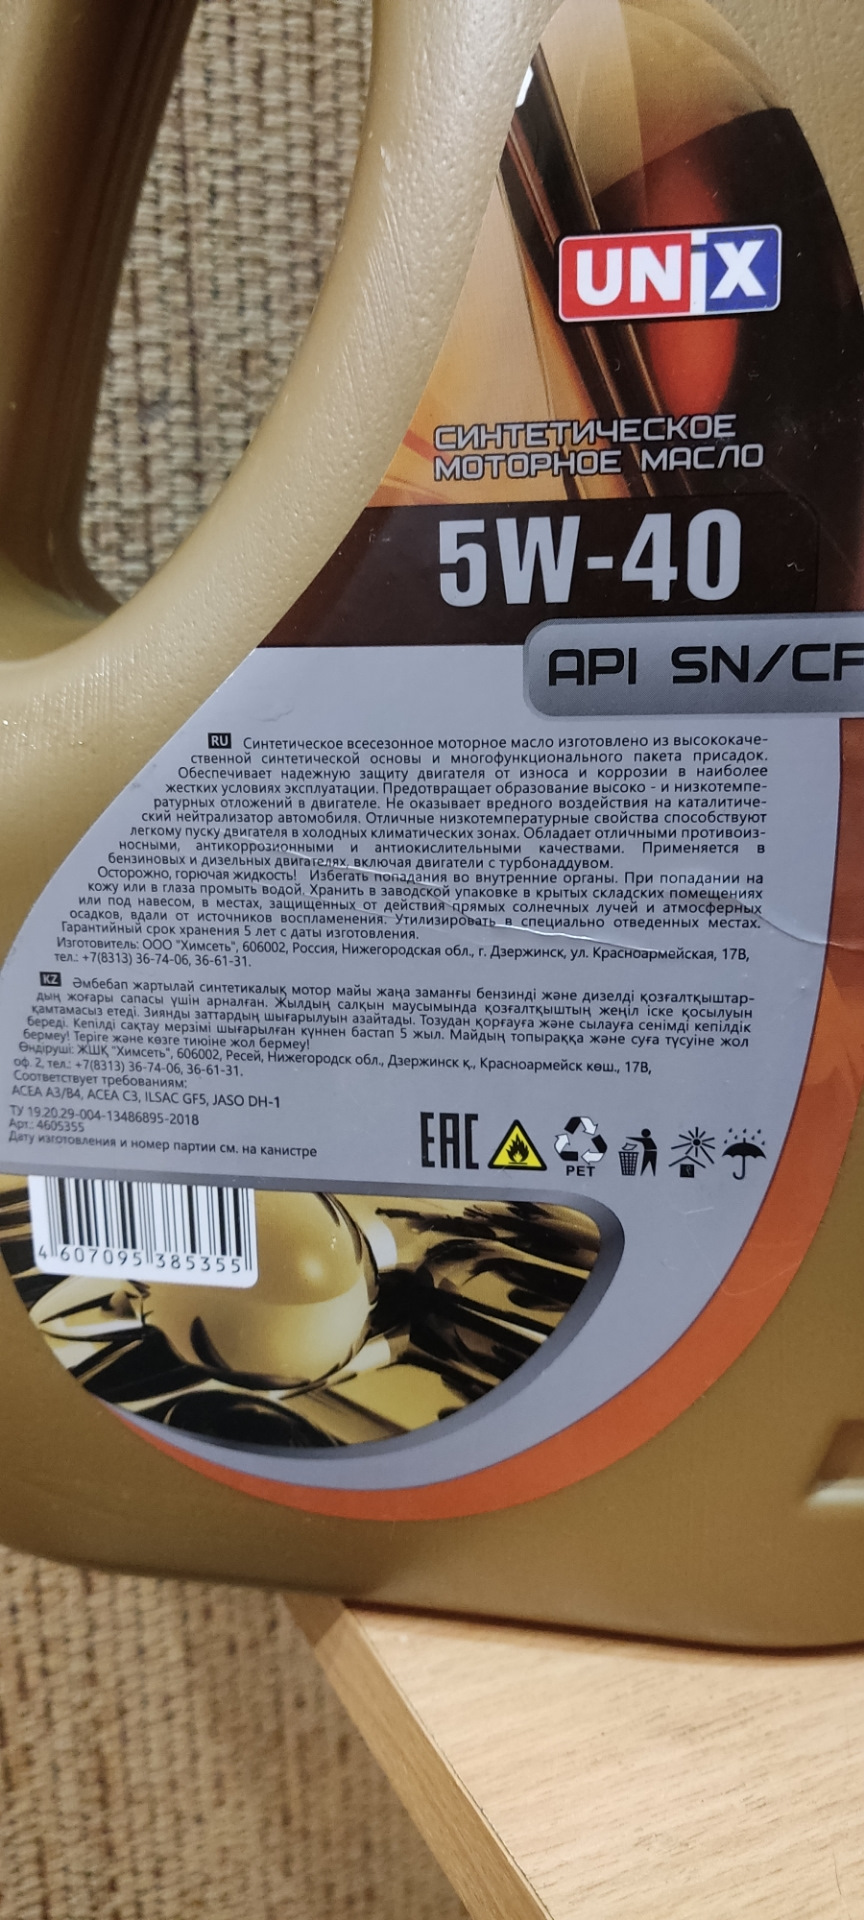 UNiX
СИНТЕТИЧЕСКОЕ
МОТОРНОЕ МАСЛО
5W-40
API SN/CF
RU Синтетическое всесезонное моторное масло изготовлено из высококаче-
ственной синтетической основы и многофункционального пакета присадок.
Обеспечивает надежную защиту двигателя от износа и коррозии в наиболее
жестких условиях эксплуатации. Предотвращает образование высоко - и низкотемпе-
ратурных отложений в двигателе. Не оказывает вредного воздействия на каталитиче-
ский нейтрализатор автомобиля. Отличные низкотемпературные свойства способствуют
легкому пуску двигателя в холодных климатических зонах. Обладает отличными противоиз-
носными, антикоррозионными и антиокислительными качествами. Применяется в
бензиновых и дизельных двигателях, включая двигатели с турбонаддувом.
Осторожно, горючая жидкость! Избегать попадания во внутренние органы. При попадании на
кожу или в глаза промыть водой. Хранить в заводской упаковке в крытых складских помещениях
или под навесом, в местах, защищенных от действия прямых солнечных лучей и атмосферных
осадков, вдали от источников воспламенения. Утилизировать в специально отведенных местах.
Гарантийный срок хранения 5 лет с даты изготовления.
Изготовитель: ООО "Химсеть", 606002, Россия, Нижегородская обл., г. Дзержинск, ул. Красноармейская, 17В,
тел.: +7(8313) 36-74-06, 36-61-31.
KZ Әмбебап жартылай синтетикалық мотор майы жаңа заманғы бензинді және дизелді қозғалтқыштар-
дың жоғары сапасы үшін арналған. Жылдың салқын маусымында қозғалтқыштың жеңіл іске қосылуын
қамтамасыз етеді. Зиянды заттардың шығарылуын азайтады. Тозудан қорғауға және сылауға сенімді кепілдік
береді. Кепілді сақтау мерзімі шығарылған күннен бастап 5 жыл. Майдың топыраққа және суға түсуіне жол
бермеу! Теріге және көзге тиюіне жол бермеу!
Өндіруші: ЖШҚ "Химсеть", 606002, Ресей, Нижегородск обл., Дзержинск қ., Красноармейск көш., 17В,
оф. 2, тел.: +7(8313) 36-74-06, 36-61-31.
Соответствует требованиям:
ACEA A3/B4, ACEA C3, ILSAC GF5, JASO DH-1
ТУ 19.20.29-004-13486895-2018
Арт.: 4605355
Дату изготовления и номер партии см. на канистре
EAC
PET
4 607095 385355